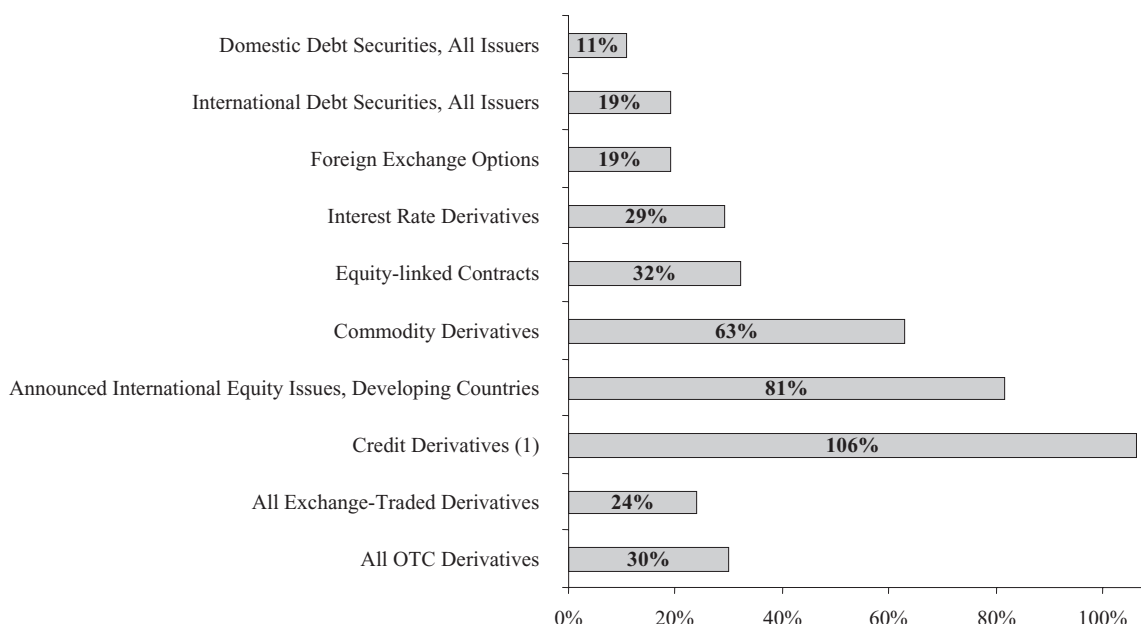 Domestic Debt Securities, All Issuers 11%
International Debt Securities, All Issuers 19%
Foreign Exchange Options 19%
Interest Rate Derivatives 29%
Equity-linked Contracts 32%
Commodity Derivatives 63%
Announced International Equity Issues, Developing Countries 81%
Credit Derivatives (1) 106%
All Exchange-Traded Derivatives 24%
All OTC Derivatives 30%
0% 20% 40% 60% 80% 100%